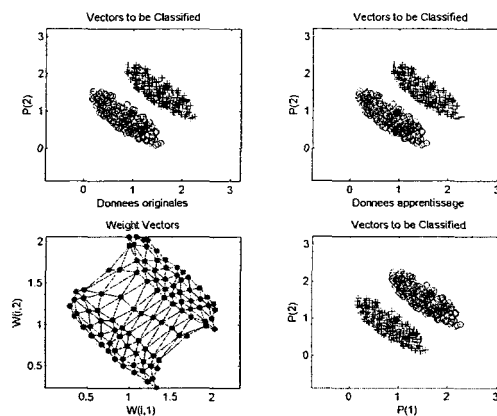 Vectors to be Classified
3
2
1
0
P(2)
0 1 2 3
Donnees originales
Vectors to be Classified
3
2
1
0
P(2)
0 1 2 3
Donnees apprentissage
Weight Vectors
2
1.5
1
0.5
W(i,2)
0.5 1 1.5 2
W(i,1)
Vectors to be Classified
3
2
1
0
P(2)
0 1 2 3
P(1)